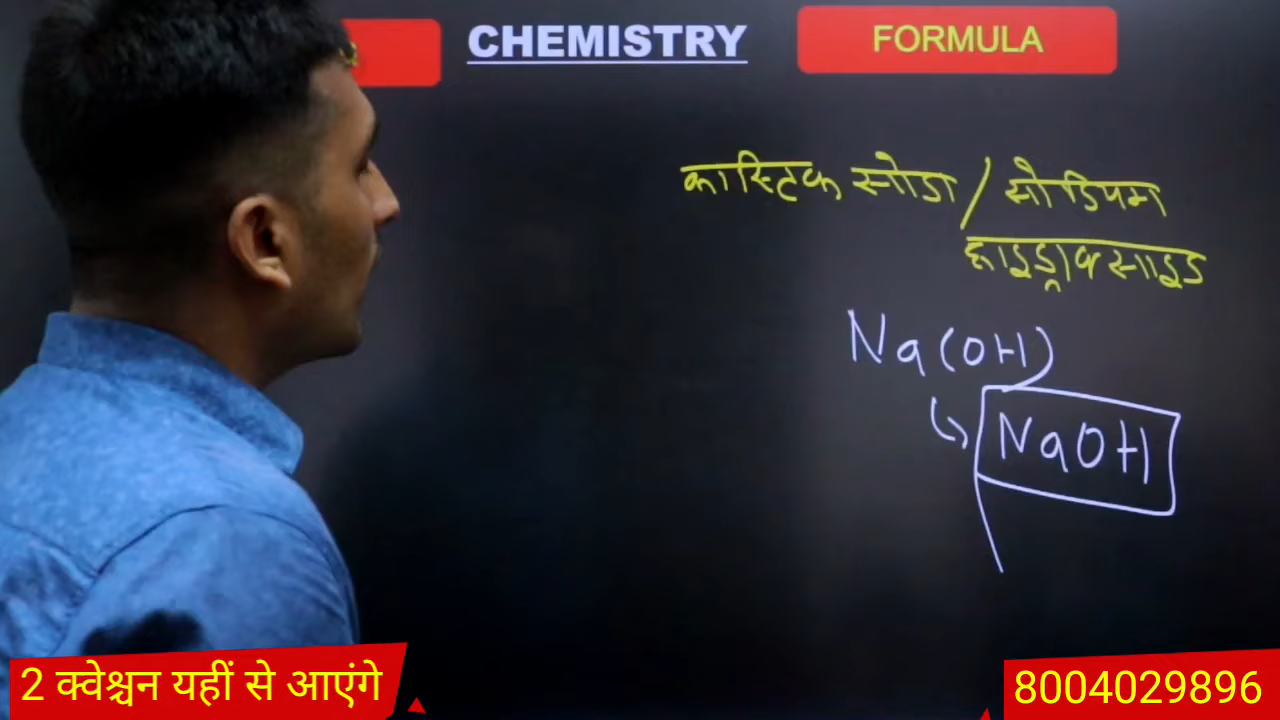 CHEMISTRY
FORMULA
कास्टिक सोडा / सोडियम
हाइड्राक्साइड
Na(OH)
NaOH
2 क्वेश्चन यहीं से आएंगे
8004029896